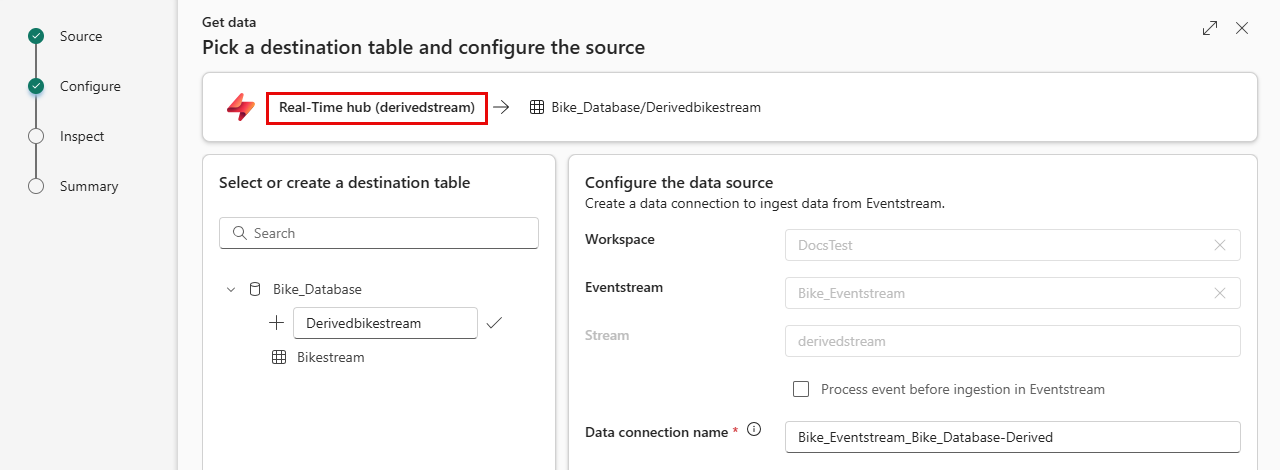 Source
Configure
Inspect
Summary
Get data
Pick a destination table and configure the source
Real-Time hub (derivedstream)
Bike_Database/Derivedbikestream
Select or create a destination table
Search
Bike_Database
Derivedbikestream
Bikestream
Configure the data source
Create a data connection to ingest data from Eventstream.
Workspace
DocsTest
Eventstream
Bike_Eventstream
Stream
derivedstream
Process event before ingestion in Eventstream
Data connection name *
Bike_Eventstream_Bike_Database-Derived